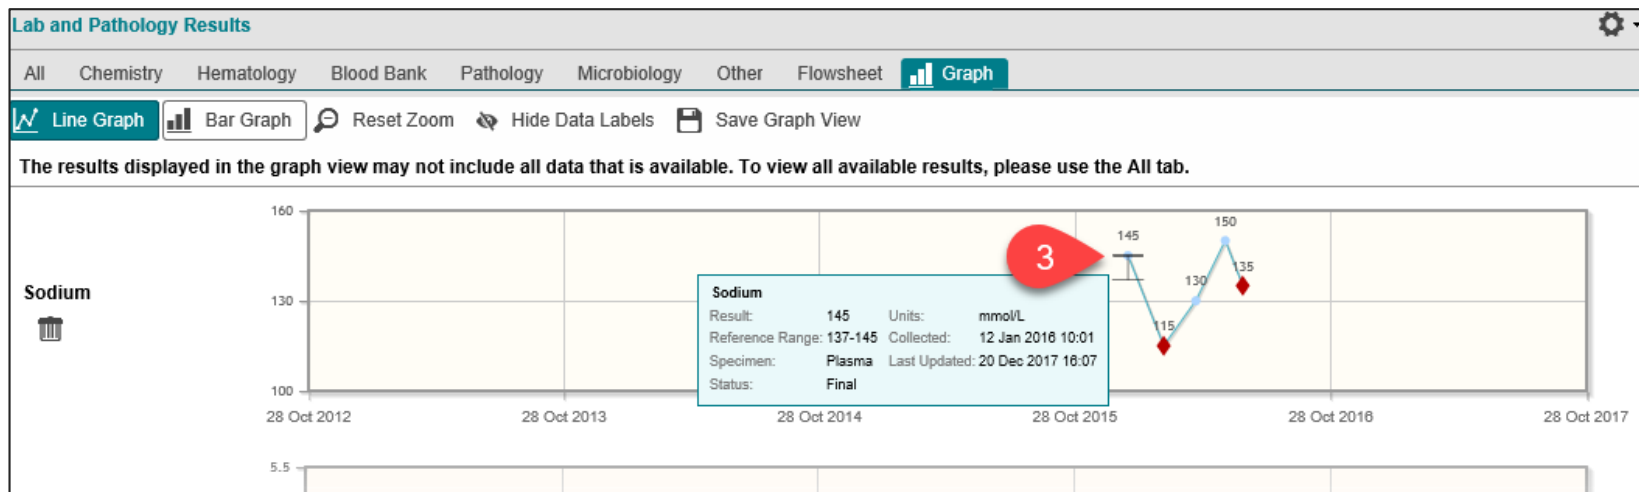 Lab and Pathology Results
All Chemistry Hematology Blood Bank Pathology Microbiology Other Flowsheet Graph
Line Graph Bar Graph Reset Zoom Hide Data Labels Save Graph View
The results displayed in the graph view may not include all data that is available. To view all available results, please use the All tab.
Sodium
160
130
100
145
115
130
150
135
3
Sodium
Result: 145 Units: mmol/L
Reference Range: 137-145 Collected: 12 Jan 2016 10:01
Specimen: Plasma Last Updated: 20 Dec 2017 16:07
Status: Final
28 Oct 2012 28 Oct 2013 28 Oct 2014 28 Oct 2015 28 Oct 2016 28 Oct 2017
5.5